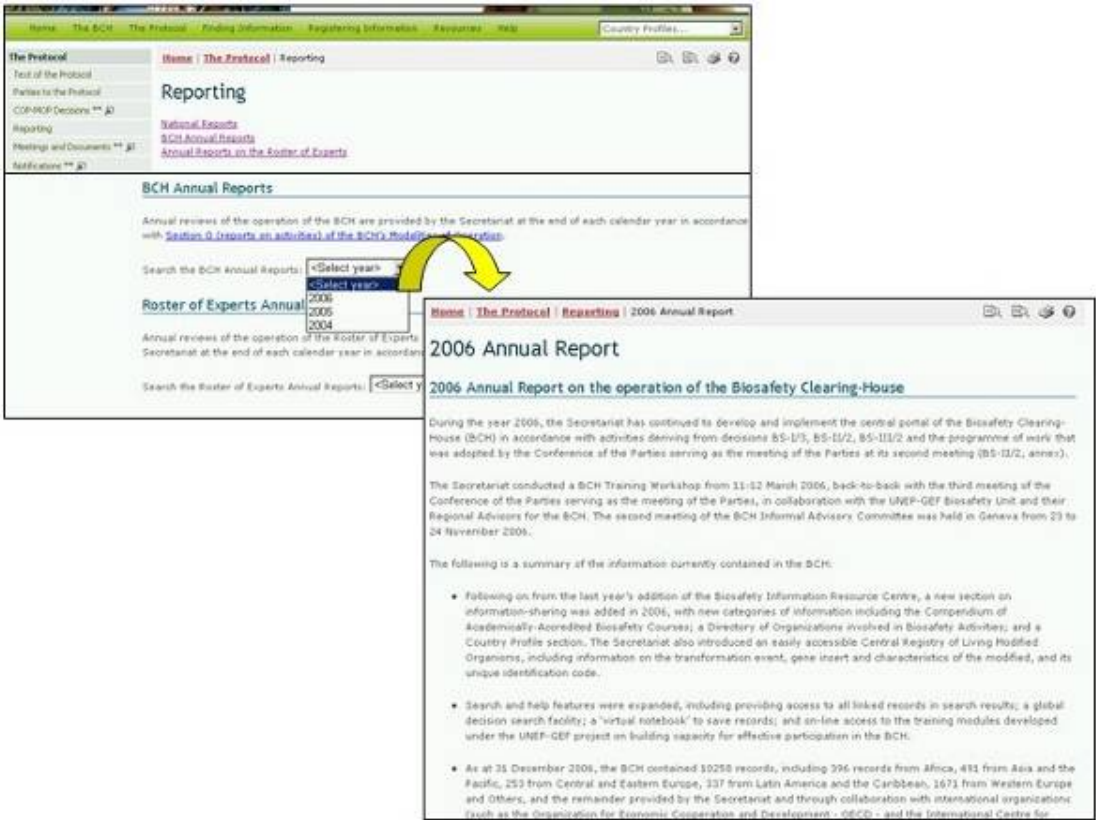 Home The BCH The Protocol Finding Information Registering Information Resources Help Country Profiles...
The Protocol
Text of the Protocol
Parties to the Protocol
COP-MOP Decisions **
Reporting
Meetings and Documents **
Notifications **
Home | The Protocol | Reporting
Reporting
National Reports
BCH Annual Reports
Annual Reports on the Roster of Experts
BCH Annual Reports
Annual reviews of the operation of the BCH are provided by the Secretariat at the end of each calendar year in accordance
with Section G (reports on activities) of the BCH's Modalities of Operation.
Search the BCH Annual Reports: <Select year>
<Select year>
2006
2005
2004
Roster of Experts Annual
Annual reviews of the operation of the Roster of Experts
Secretariat at the end of each calendar year in accordan
Search the Roster of Experts Annual Reports: <Select y
Home | The Protocol | Reporting | 2006 Annual Report
2006 Annual Report
2006 Annual Report on the operation of the Biosafety Clearing-House
During the year 2006, the Secretariat has continued to develop and implement the central portal of the Biosafety Clearing-
House (BCH) in accordance with activities deriving from decisions BS-I/3, BS-II/2, BS-III/2 and the programme of work that
was adopted by the Conference of the Parties serving as the meeting of the Parties at its second meeting (BS-II/2, annex).
The Secretariat conducted a BCH Training Workshop from 11-12 March 2006, back-to-back with the third meeting of the
Conference of the Parties serving as the meeting of the Parties, in collaboration with the UNEP-GEF Biosafety Unit and their
Regional Advisors for the BCH. The second meeting of the BCH Informal Advisory Committee was held in Geneva from 23 to
24 November 2006.
The following is a summary of the information currently contained in the BCH:
• Following on from the last year's addition of the Biosafety Information Resource Centre, a new section on
information-sharing was added in 2006, with new categories of information including the Compendium of
Academically-Accredited Biosafety Courses; a Directory of Organizations involved in Biosafety Activities; and a
Country Profile section. The Secretariat also introduced an easily accessible Central Registry of Living Modified
Organisms, including information on the transformation event, gene insert and characteristics of the modified, and its
unique identification code.
• Search and help features were expanded, including providing access to all linked records in search results; a global
decision search facility; a 'virtual notebook' to save records; and on-line access to the training modules developed
under the UNEP-GEF project on building capacity for effective participation in the BCH.
• As at 31 December 2006, the BCH contained 10250 records, including 396 records from Africa, 491 from Asia and the
Pacific, 253 from Central and Eastern Europe, 337 from Latin America and the Caribbean, 1671 from Western Europe
and Others, and the remainder provided by the Secretariat and through collaboration with international organizations
(such as the Organization for Economic Cooperation and Development - OECD - and the International Centre for